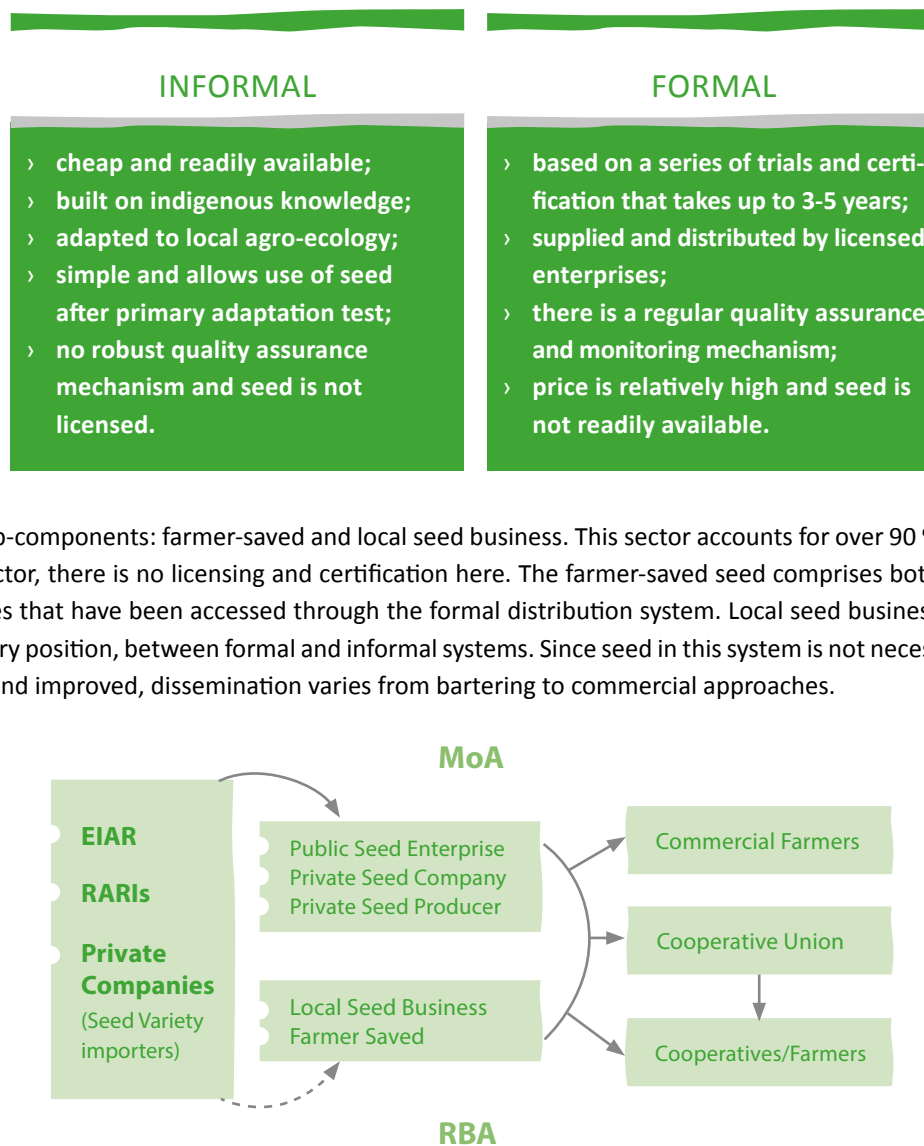 INFORMAL
› cheap and readily available;
› built on indigenous knowledge;
› adapted to local agro-ecology;
› simple and allows use of seed
after primary adaptation test;
› no robust quality assurance
mechanism and seed is not
licensed.
FORMAL
› based on a series of trials and certi-
fication that takes up to 3-5 years;
› supplied and distributed by licensed
enterprises;
› there is a regular quality assurance
and monitoring mechanism;
› price is relatively high and seed is
not readily available.
-components: farmer-saved and local seed business. This sector accounts for over 90
ctor, there is no licensing and certification here. The farmer-saved seed comprises bot
es that have been accessed through the formal distribution system. Local seed busines
ry position, between formal and informal systems. Since seed in this system is not neces
nd improved, dissemination varies from bartering to commercial approaches.
MoA
EIAR
RARIs
Private
Companies
(Seed Variety
importers)
Public Seed Enterprise
Private Seed Company
Private Seed Producer
Local Seed Business
Farmer Saved
Commercial Farmers
Cooperative Union
Cooperatives/Farmers
RBA